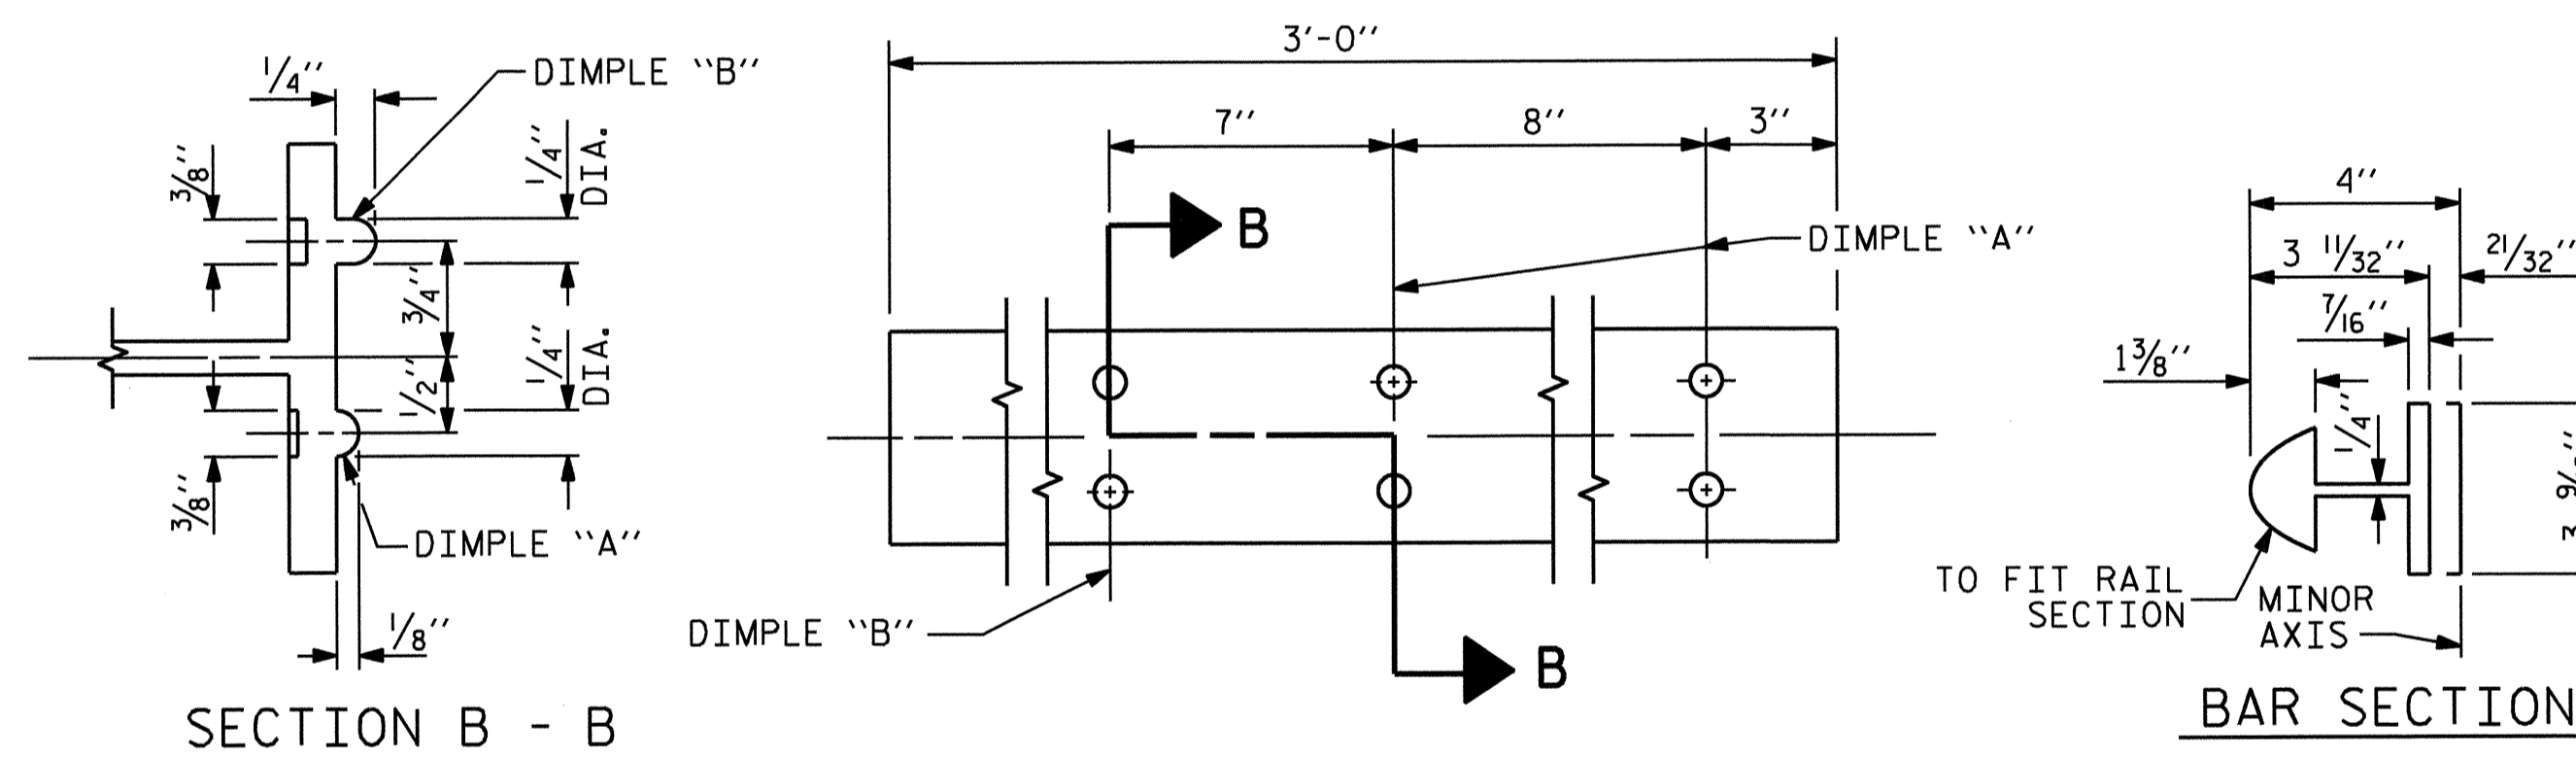 1/4"
DIMPLE "B"
3/8"
1/4"
DIA.
3/4"
1/2"
1/4"
DIA.
3/8"
DIMPLE "A"
1/8"
SECTION B - B
3'-0"
7"
8"
3"
B
DIMPLE "A"
DIMPLE "B"
B
4"
3 11/32"
21/32"
7/16"
1 3/8"
1/4"
TO FIT RAIL
SECTION
MINOR
AXIS
BAR SECTION